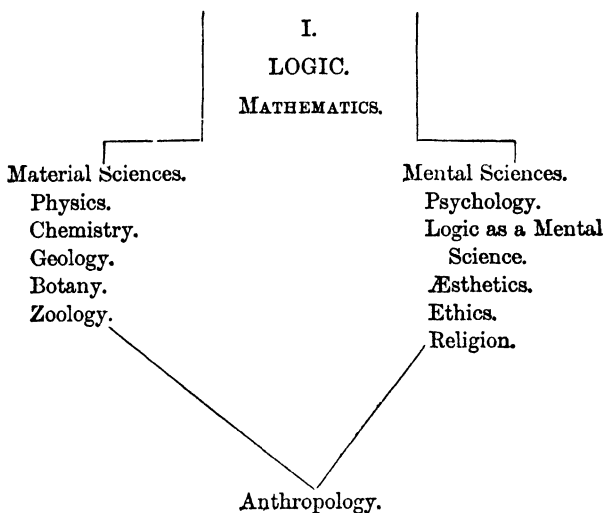 I.
LOGIC.
MATHEMATICS.
Material Sciences.
Physics.
Chemistry.
Geology.
Botany.
Zoology.
Mental Sciences.
Psychology.
Logic as a Mental
Science.
Æsthetics.
Ethics.
Religion.
Anthropology.